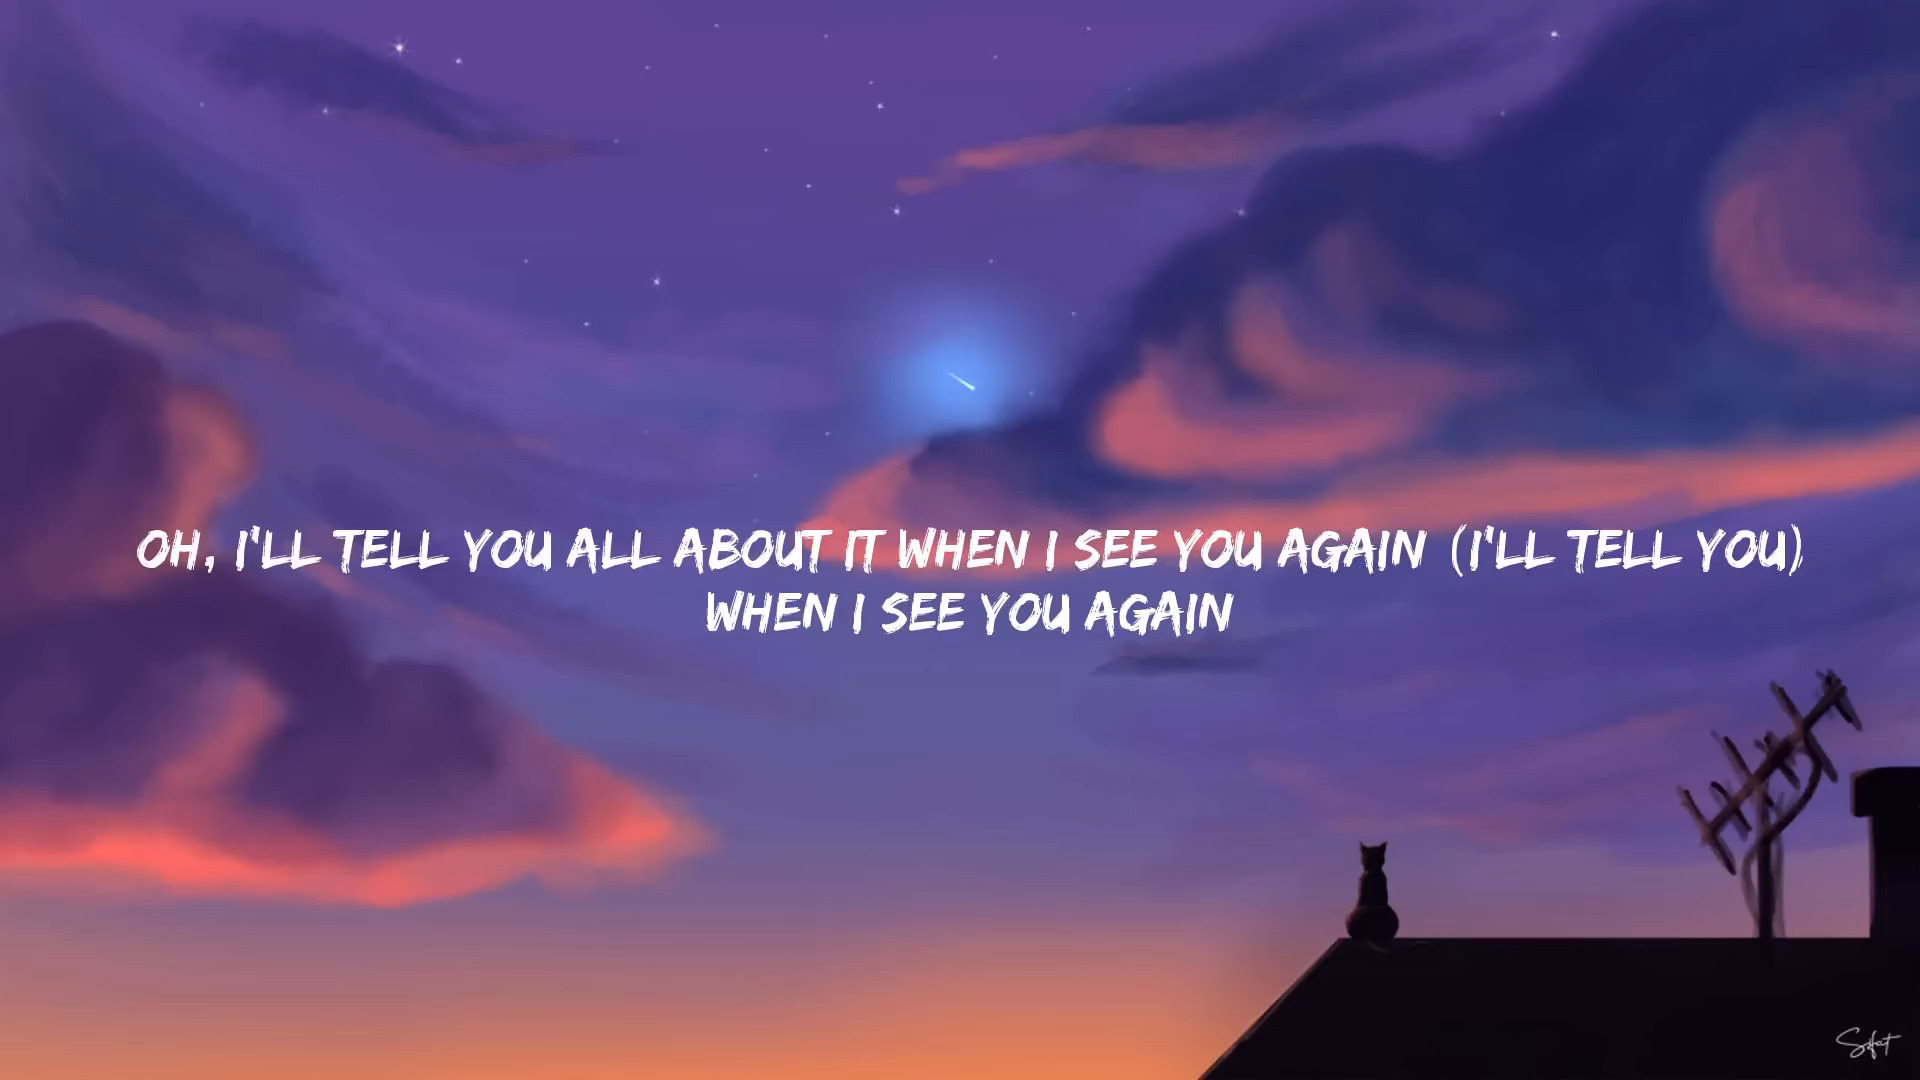 OH, I'LL TELL YOU ALL ABOUT IT WHEN I SEE YOU AGAIN (I'LL TELL YOU)
WHEN I SEE YOU AGAIN